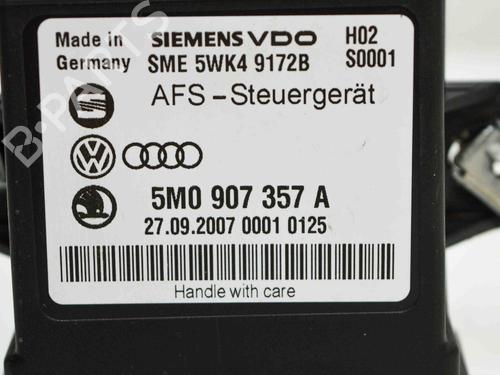 Made in SIEMENS VDO H02
Germany SME 5WK4 9172B S0001
AFS-Steuergerät
5M0 907 357 A
27.09.2007 0001 0125
Handle with care
B-PARTS